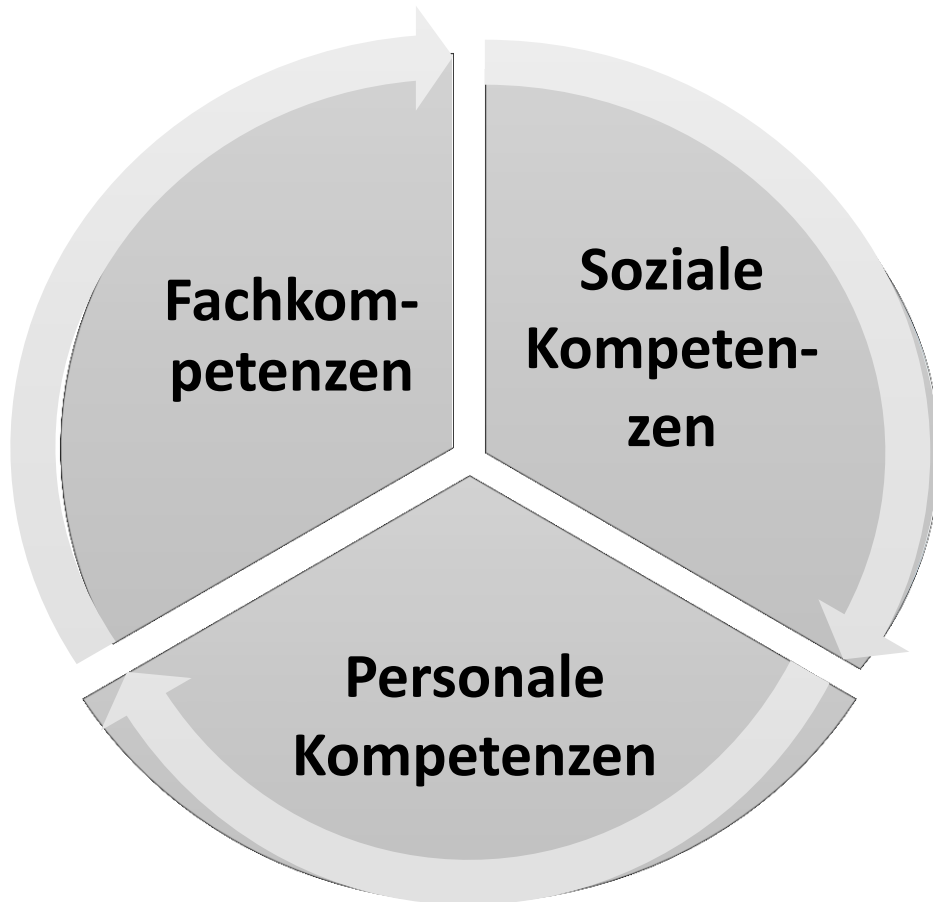 Fachkom-
petenzen
Soziale
Kompeten-
zen
Personale
Kompetenzen